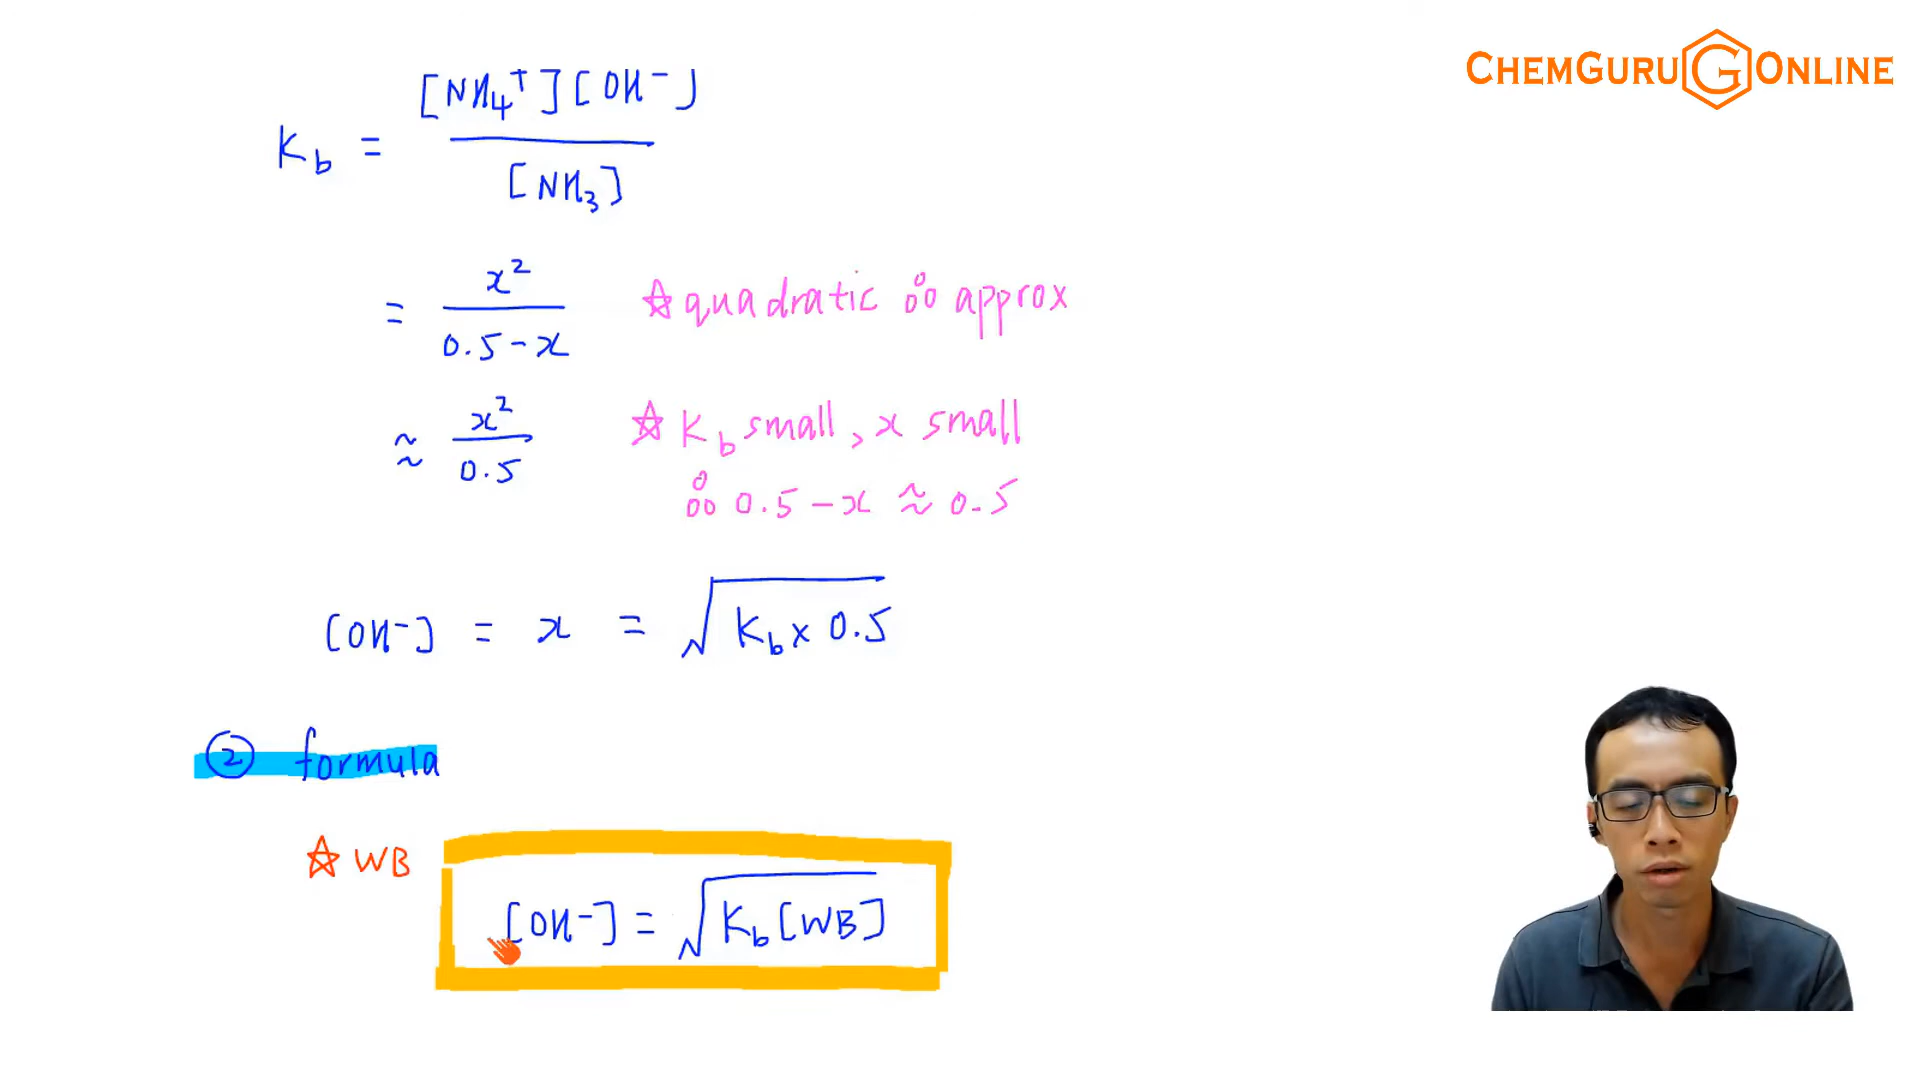 CHEMGURU G ONLINE
Kb = [NH4+][OH-] / [NH3]
= x² / 0.5-x ☆ quadratic ∴ approx
≈ x² / 0.5 ☆ Kb small, x small
∴ 0.5 - x ≈ 0.5
[OH-] = x = √Kb x 0.5
② formula
☆ WB
[OH-] = √Kb [WB]